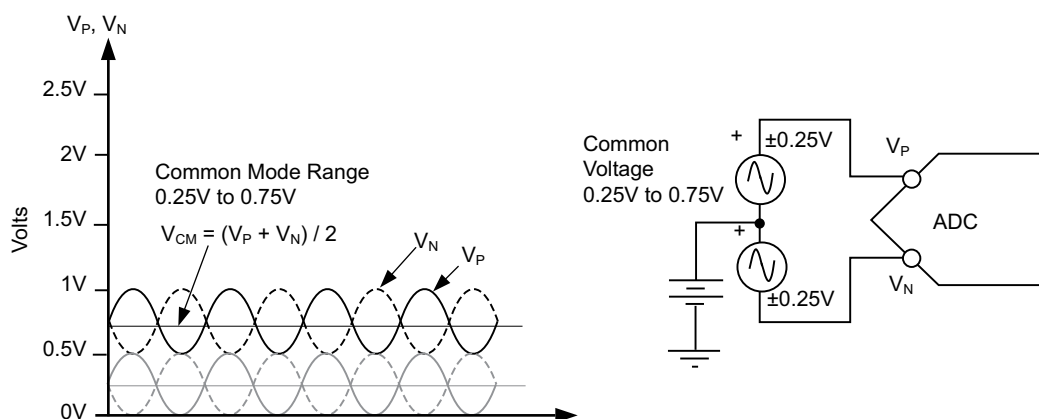 V_P, V_N
Volts
2.5V
2V
1.5V
1V
0.5V
0V
Common Mode Range
0.25V to 0.75V
V_CM = (V_P + V_N) / 2
V_N
V_P
Common
Voltage
0.25V to 0.75V
+
±0.25V
+
±0.25V
V_P
ADC
V_N